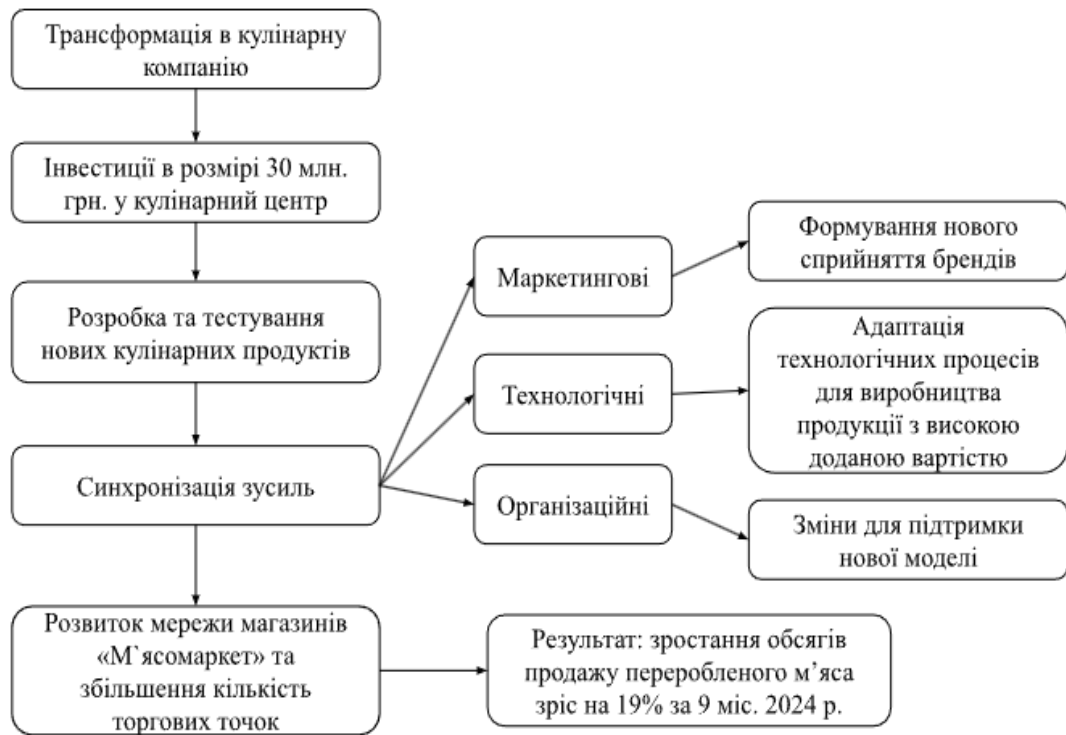 Трансформація в кулінарну
компанію
Інвестиції в розмірі 30 млн.
грн. у кулінарний центр
Розробка та тестування
нових кулінарних продуктів
Синхронізація зусиль
Маркетингові
Формування нового
сприйняття брендів
Технологічні
Адаптація
технологічних процесів
для виробництва
продукції з високою
доданою вартістю
Організаційні
Зміни для підтримки
нової моделі
Розвиток мережи магазинів
«М`ясомаркет» та
збільшення кількість
торгових точок
Результат: зростання обсягів
продажу переробленого м’яса
зріс на 19% за 9 міс. 2024 р.